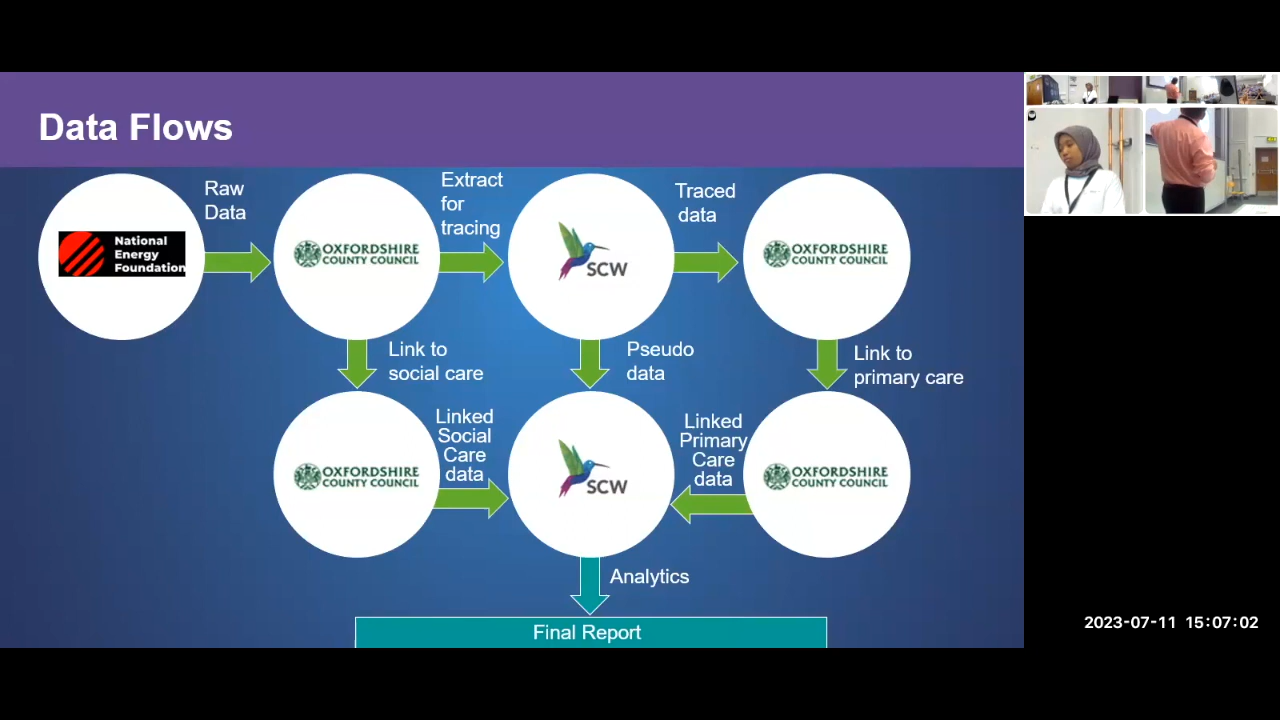 Data Flows
Raw
Data
Extract
for
tracing
Traced
data
National
Energy
Foundation
OXFORDSHIRE
COUNTY COUNCIL
SCW
OXFORDSHIRE
COUNTY COUNCIL
Link to
social care
Pseudo
data
Link to
primary care
Linked
Social
Care
data
Linked
Primary
Care
data
OXFORDSHIRE
COUNTY COUNCIL
SCW
OXFORDSHIRE
COUNTY COUNCIL
Analytics
Final Report
2023-07-11 15:07:02